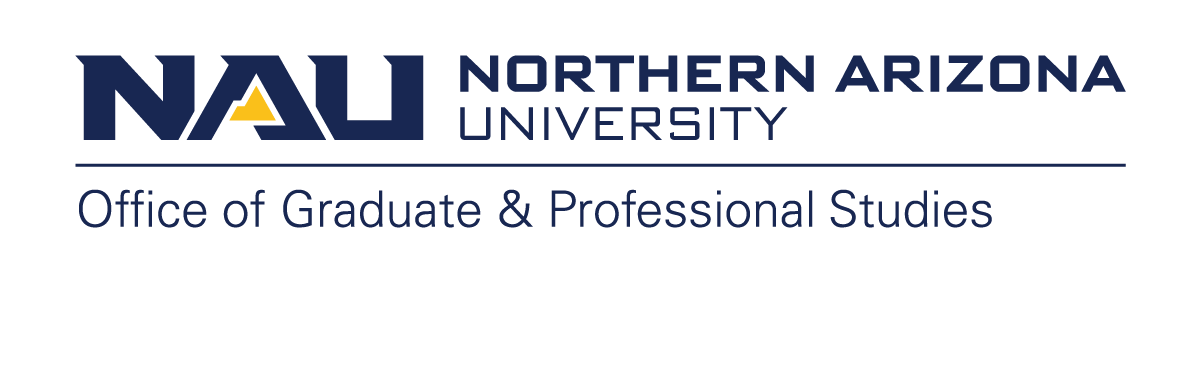 NAU NORTHERN ARIZONA
UNIVERSITY
Office of Graduate & Professional Studies